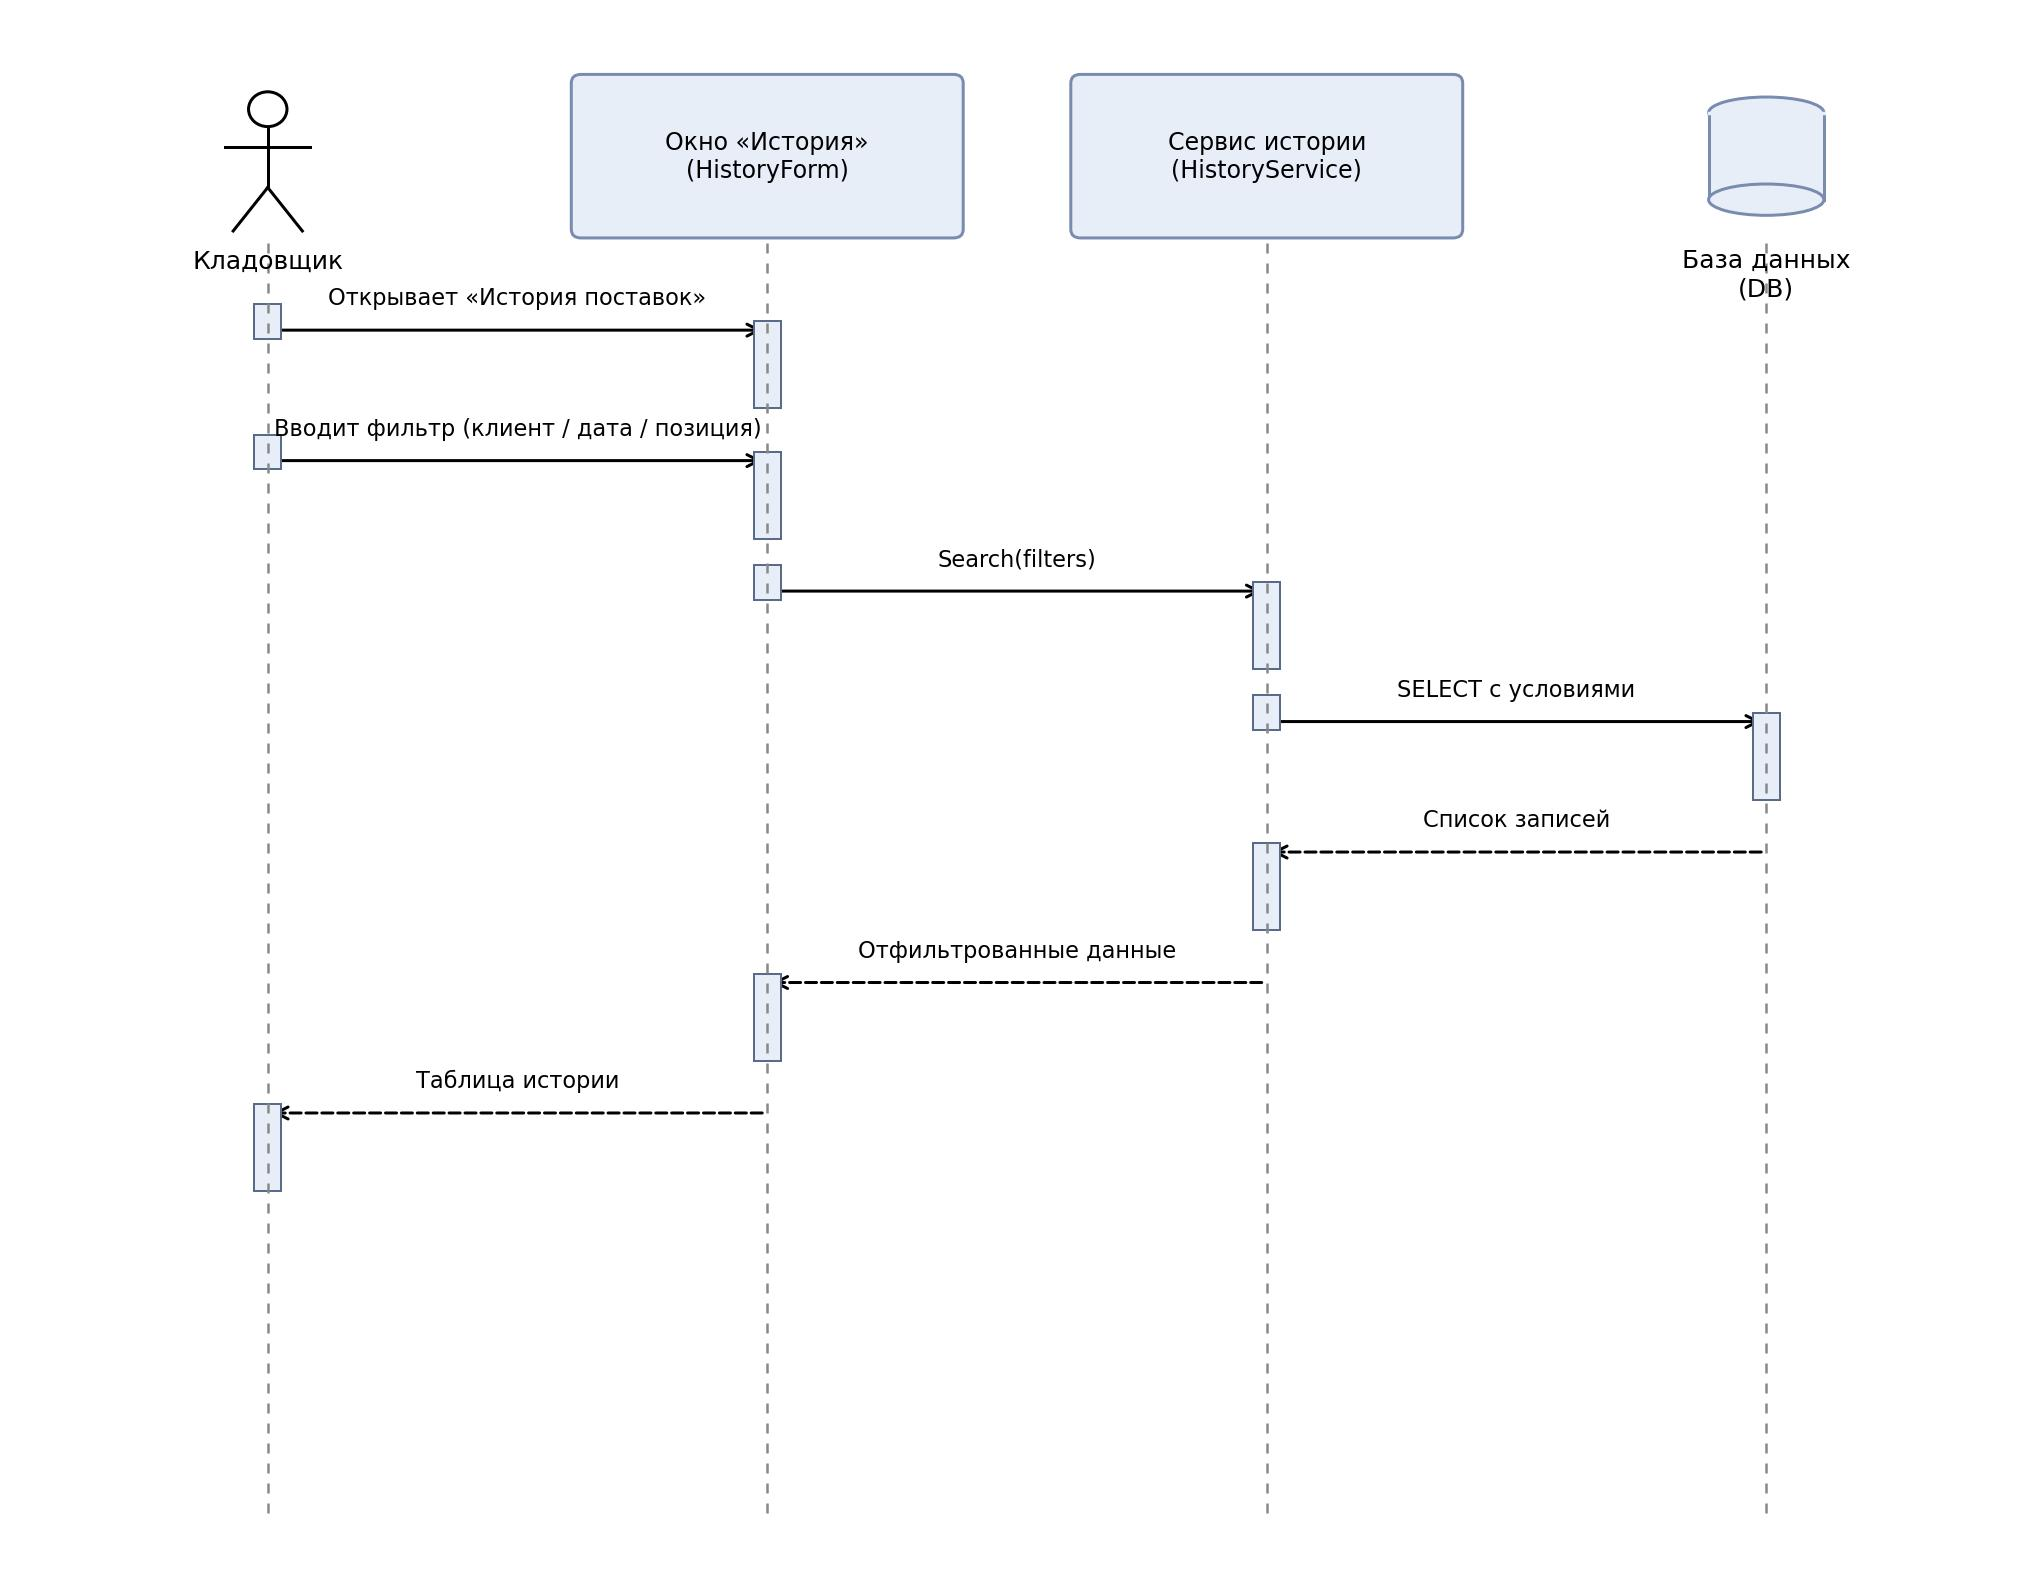 Окно «История»
(HistoryForm)
Сервис истории
(HistoryService)
Кладовщик
База данных
(DB)
Открывает «История поставок»
Вводит фильтр (клиент / дата / позиция)
Search(filters)
SELECT с условиями
Список записей
Отфильтрованные данные
Таблица истории